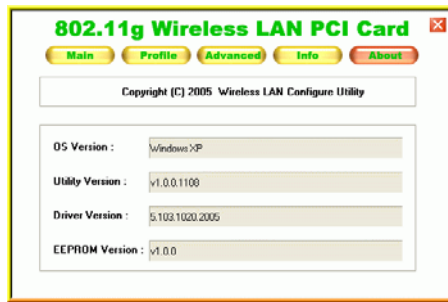 802.11g Wireless LAN PCI Card
Main Profile Advanced Info About
Copyright (C) 2005 Wireless LAN Configure Utility
OS Version : Windows XP
Utility Version : v1.0.0.1108
Driver Version : 5.103.1020.2005
EEPROM Version : v1.0.0